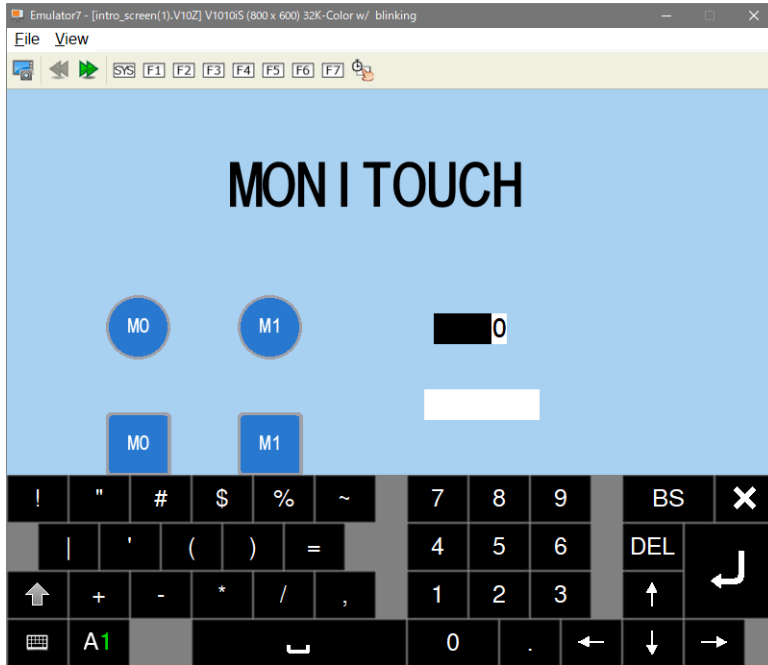 Emulator7 - [intro_screen(1).V10Z] V1010iS (800 x 600) 32K-Color w/ blinking
File View
SYS F1 F2 F3 F4 F5 F6 F7
MONITOUCH
M0 M1 0
M0 M1
! " # $ % ~ 7 8 9 BS
| ' ( ) = 4 5 6 DEL
+ - * / , 1 2 3
A1 0 .